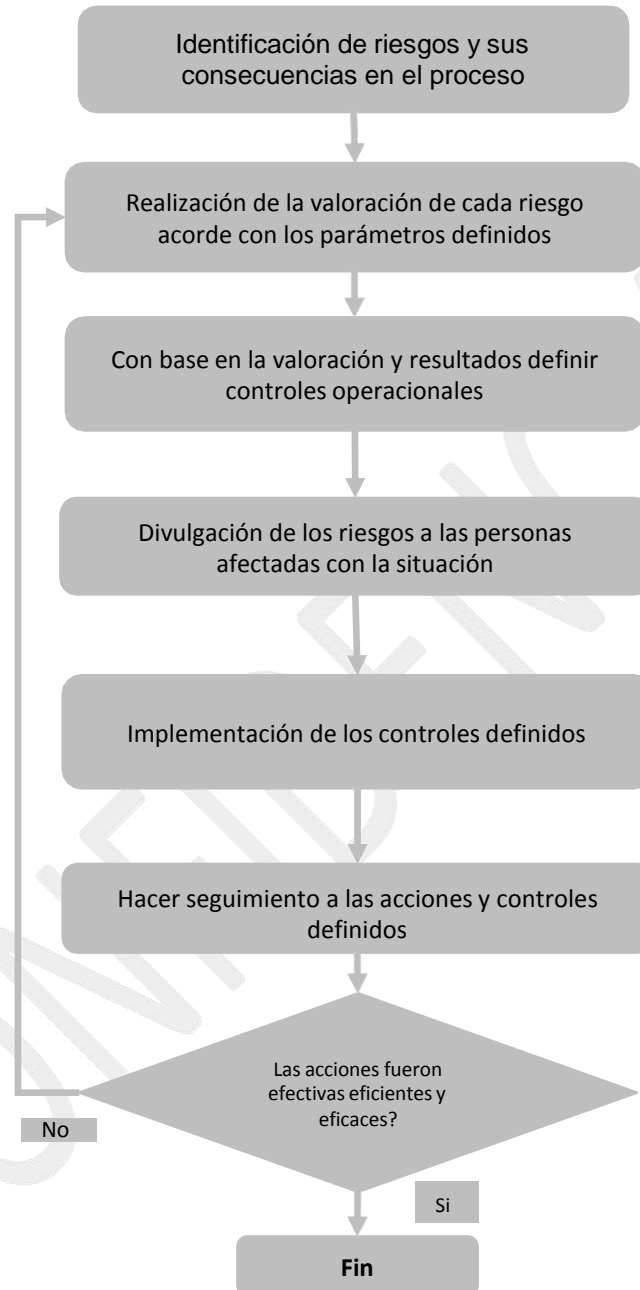 Identificación de riesgos y sus
consecuencias en el proceso
Realización de la valoración de cada riesgo
acorde con los parámetros definidos
Con base en la valoración y resultados definir
controles operacionales
Divulgación de los riesgos a las personas
afectadas con la situación
Implementación de los controles definidos
Hacer seguimiento a las acciones y controles
definidos
Las acciones fueron
efectivas eficientes y
eficaces?
No
Si
Fin